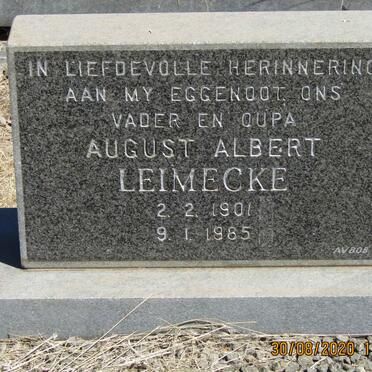 IN LIEFDEVOLLE HERINNERING
AAN MY EGGENOOT, ONS
VADER EN OUPA
AUGUST ALBERT
LEIMECKE
2. 2. 1901
9. 1. 1985
AV808
30/08/2020 1